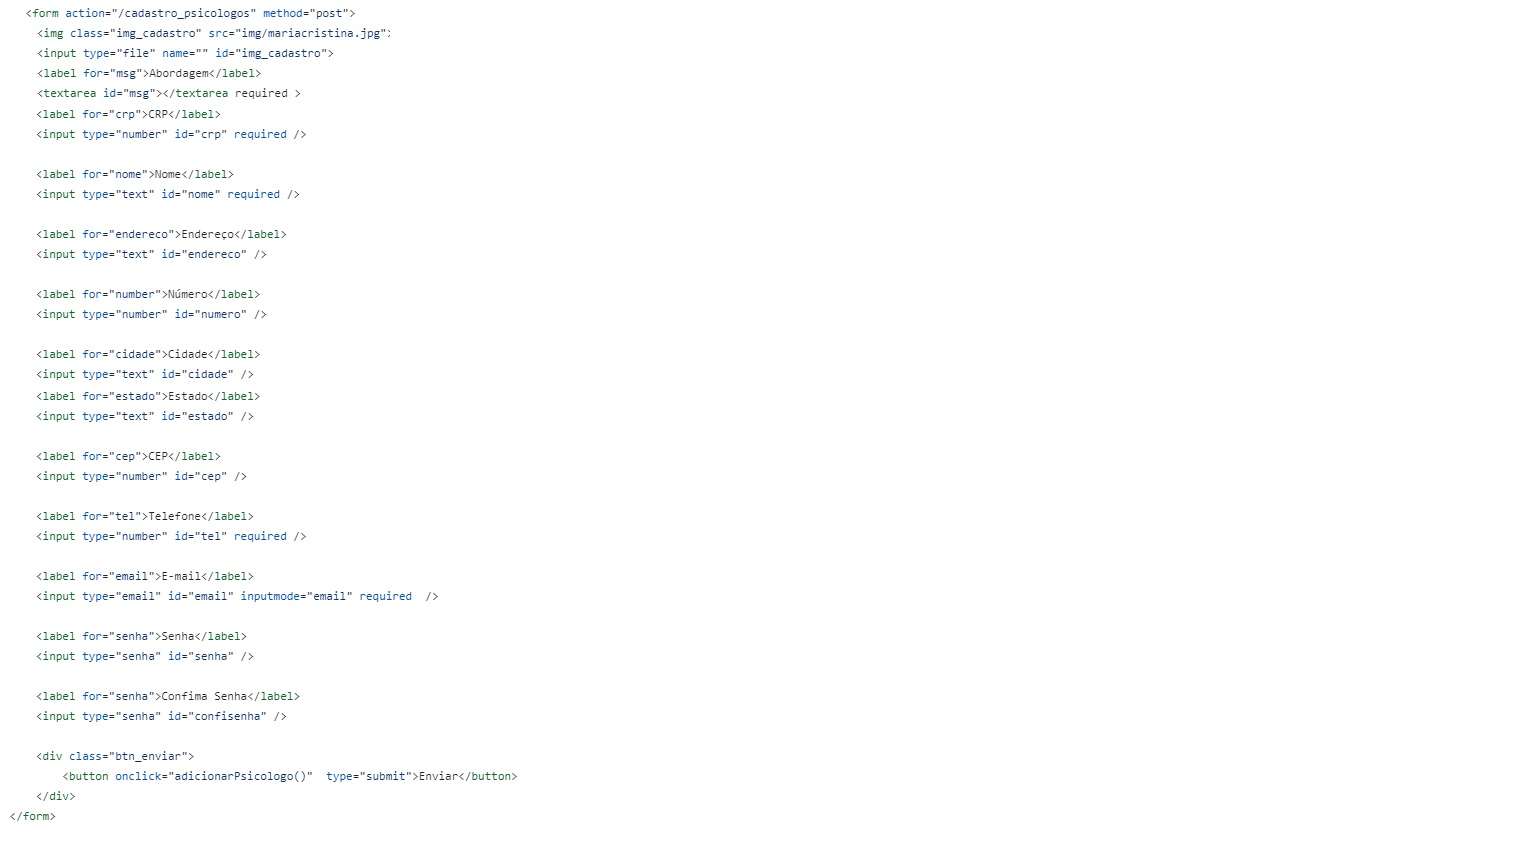 <form action="/cadastro_psicologos" method="post">
<img class="img_cadastro" src="img/mariacristina.jpg">
<input type="file" name="" id="img_cadastro">
<label for="msg">Abordagem</label>
<textarea id="msg"></textarea required >
<label for="crp">CRP</label>
<input type="number" id="crp" required />
<label for="nome">Nome</label>
<input type="text" id="nome" required />
<label for="endereco">Endereço</label>
<input type="text" id="endereco" />
<label for="number">Número</label>
<input type="number" id="numero" />
<label for="cidade">Cidade</label>
<input type="text" id="cidade" />
<label for="estado">Estado</label>
<input type="text" id="estado" />
<label for="cep">CEP</label>
<input type="number" id="cep" />
<label for="tel">Telefone</label>
<input type="number" id="tel" required />
<label for="email">E-mail</label>
<input type="email" id="email" inputmode="email" required  />
<label for="senha">Senha</label>
<input type="senha" id="senha" />
<label for="senha">Confima Senha</label>
<input type="senha" id="confisenha" />
<div class="btn_enviar">
<button onclick="adicionarPsicologo()"  type="submit">Enviar</button>
</div>
</form>